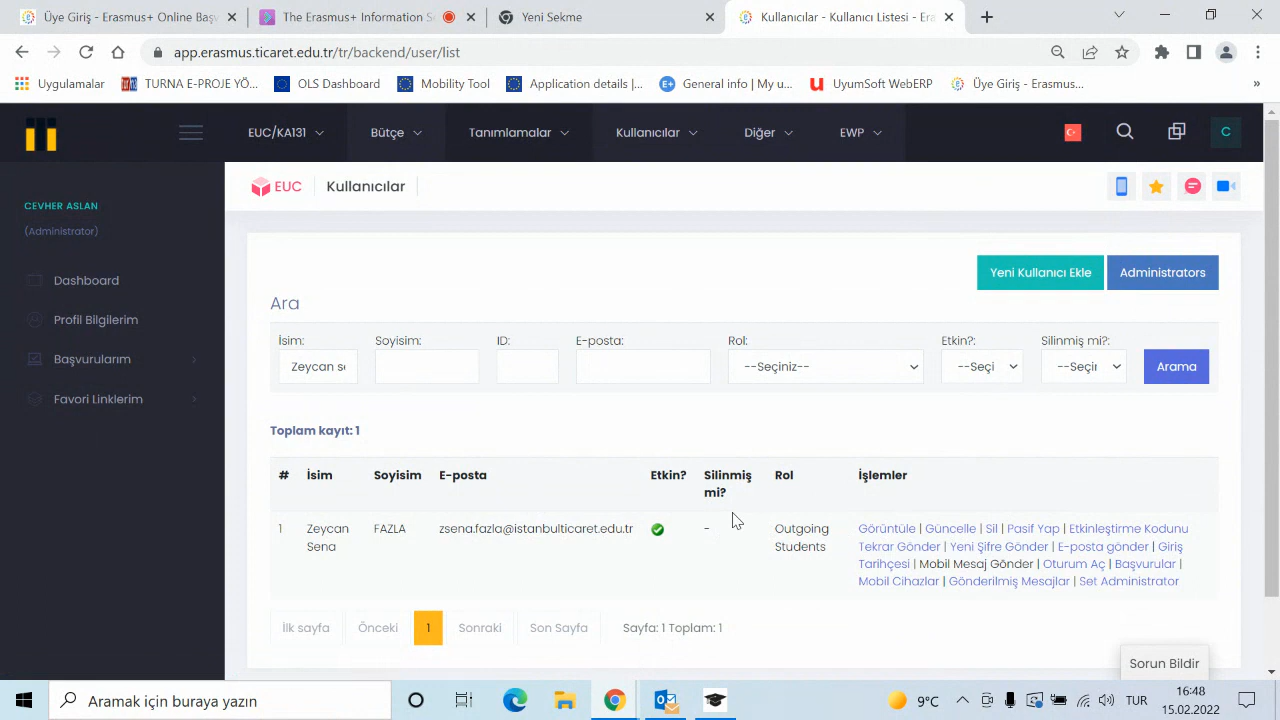 Erasmus+ Online Başv
The Erasmus+ Information S
Yeni Sekme
Kullanıcılar - Kullanıcı Listesi - Era
app.erasmus.ticaret.edu.tr/tr/backend/user/list
Uygulamalar
TURNA E-PROJE YÖ...
OLS Dashboard
Mobility Tool
Application details |...
General info | My u...
UyumSoft WebERP
Üye Giriş - Erasmus...
»
EUC/KA131
Bütçe
Tanımlamalar
Kullanıcılar
Diğer
EWP
C
CEVHER ASLAN
(Administrator)
Dashboard
Profil Bilgilerim
Başvurularım
Favori Linklerim
EUC
Kullanıcılar
Yeni Kullanıcı Ekle
Administrators
Ara
İsim: Soyisim: ID: E-posta: Rol: Etkin?: Silinmiş mi?:
Zeycan se --Seçiniz-- --Seçi --Seçir Arama
Toplam kayıt: 1
# İsim Soyisim E-posta Etkin? Silinmiş mi? Rol İşlemler
1 Zeycan Sena FAZLA zsena.fazla@istanbulticaret.edu.tr - Outgoing Students
Görüntüle | Güncelle | Sil | Pasif Yap | Etkinleştirme Kodunu
Tekrar Gönder | Yeni Şifre Gönder | E-posta gönder | Giriş
Tarihçesi | Mobil Mesaj Gönder | Oturum Aç | Başvurular |
Mobil Cihazlar | Gönderilmiş Mesajlar | Set Administrator
İlk sayfa Önceki 1 Sonraki Son Sayfa Sayfa: 1 Toplam: 1
Sorun Bildir
Aramak için buraya yazın
9°C
TUR
16:48
15.02.2022